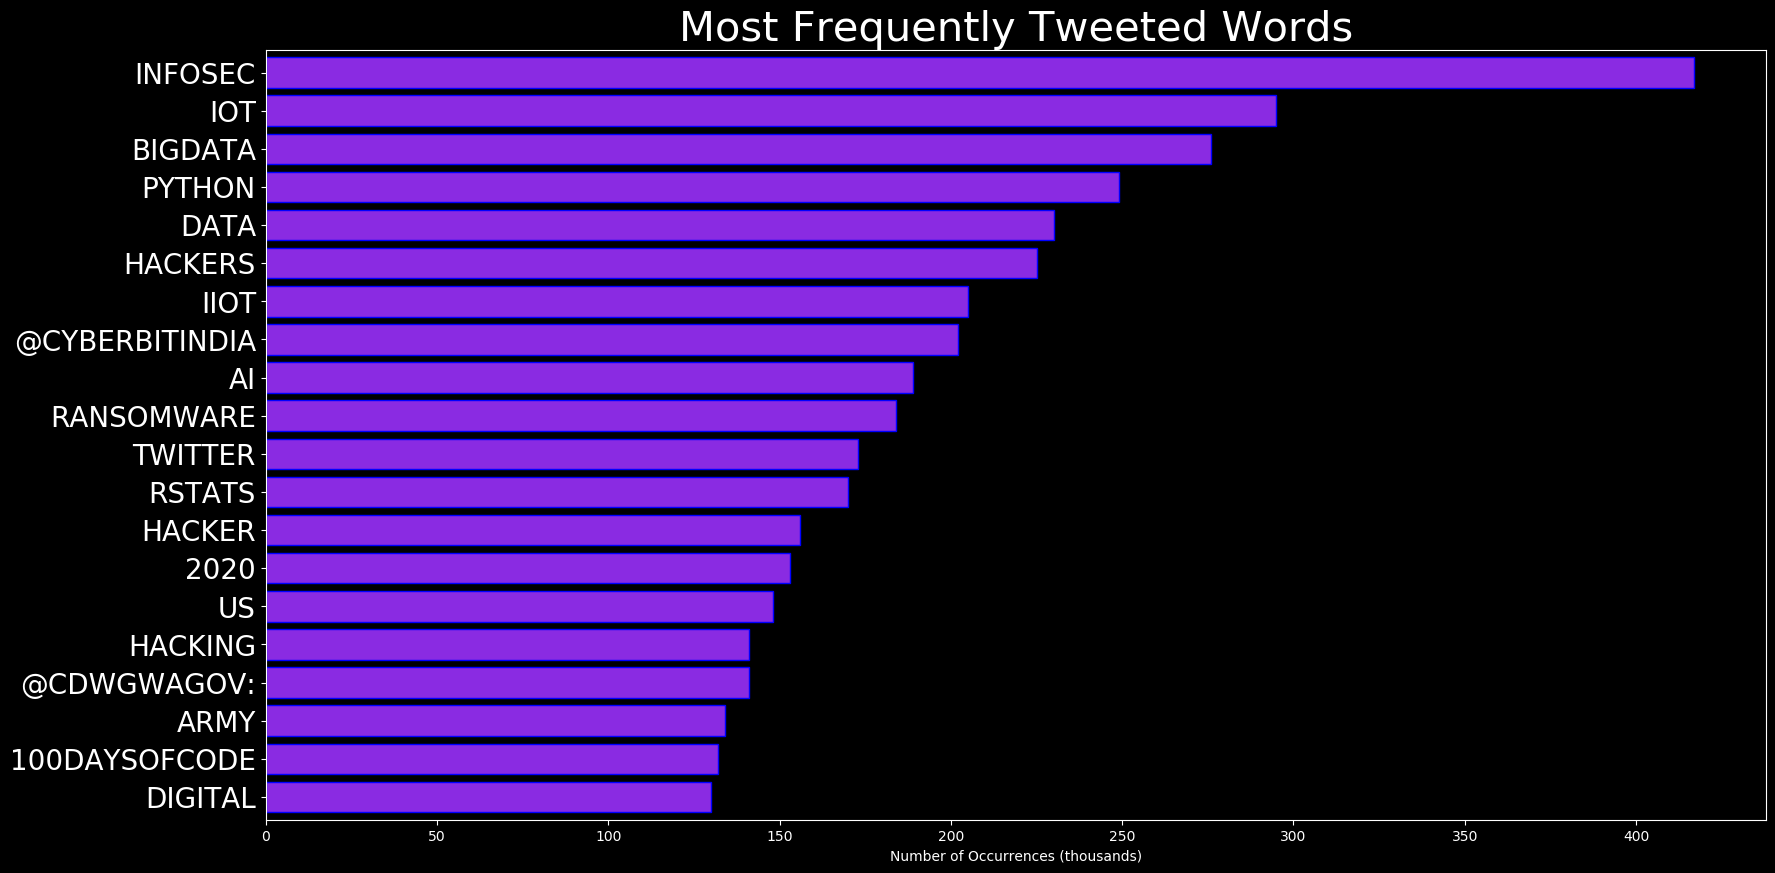 Most Frequently Tweeted Words
INFOSEC
IOT
BIGDATA
PYTHON
DATA
HACKERS
IIOT
@CYBERBITINDIA
AI
RANSOMWARE
TWITTER
RSTATS
HACKER
2020
US
HACKING
@CDWGWAGOV:
ARMY
100DAYSOFCODE
DIGITAL
0 50 100 150 200 250 300 350 400
Number of Occurrences (thousands)